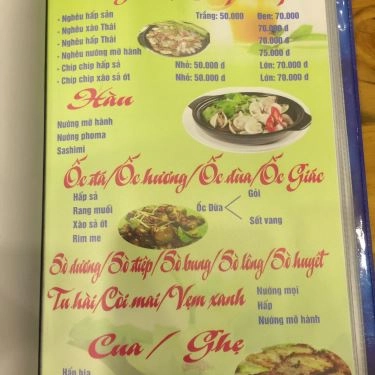 - Nghêu hấp sản Trắng: 50.000 Đen: 70.000
- Nghêu xào Thái 70.000 đ
- Nghêu hấp Thái 70.000 đ
- Nghêu nướng mỡ hành 75.000 đ
- Chip chip hấp sả Nhỏ: 50.000 đ Lớn: 70.000 đ
- Chip chip xào sả ớt Nhỏ: 50.000 đ Lớn: 70.000 đ
Hàu
Nướng mỡ hành
Nướng phoma
Sashimi
Ốc đá/Ốc hương/Ốc dừa/Ốc Giác
Hấp sả
Rang muối
Xào sả ớt
Rim me
Ốc Dừa
Gỏi
Sốt vang
Sò dương/Sò điệp/Sò bung/Sò lông/Sò huyết
Tu hài/Còi mai/Vẹm xanh
Nướng mọi
Hấp
Nướng mỡ hành
Cua / Ghẹ
Hấp bia